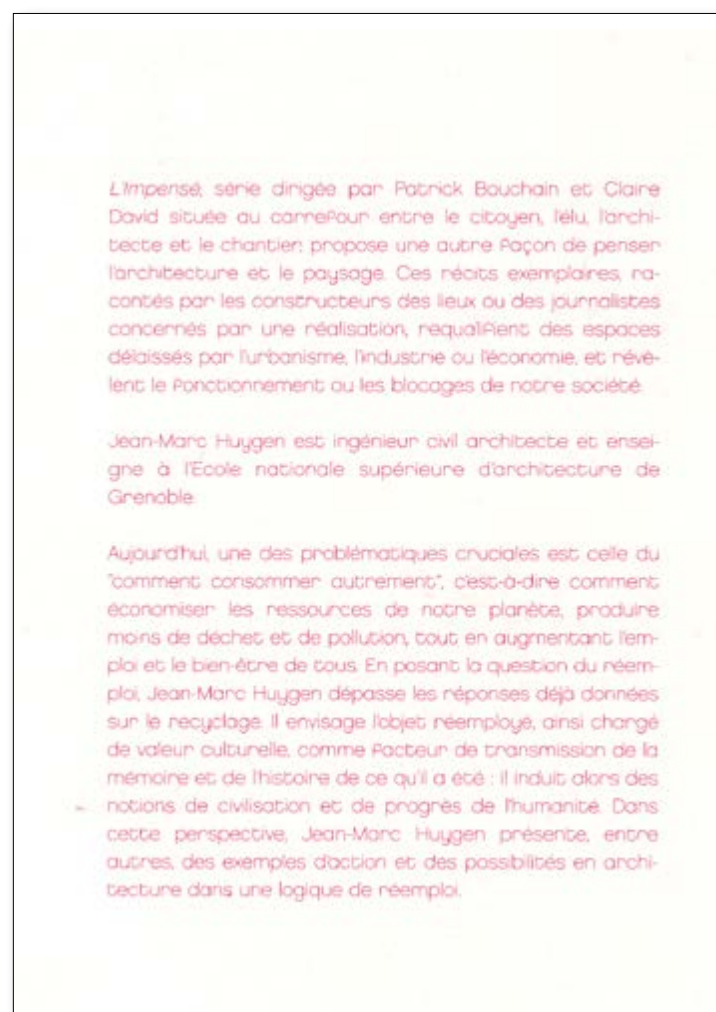 L'Impensé, série dirigée par Patrick Bouchain et Claire
David située au carrefour entre le citoyen, l'élu, l'archi-
tecte et le chantier, propose une autre façon de penser
l'architecture et le paysage. Ces récits exemplaires, ra-
contés par les constructeurs des lieux ou des journalistes
concernés par une réalisation, requalifient des espaces
délaissés par l'urbanisme, l'industrie ou l'économie, et révè-
lent le fonctionnement ou les blocages de notre société.
Jean-Marc Huygen est ingénieur civil architecte et ensei-
gne à l'Ecole nationale supérieure d'architecture de
Grenoble.
Aujourd'hui, une des problématiques cruciales est celle du
"comment consommer autrement", c'est-à-dire comment
économiser les ressources de notre planète, produire
moins de déchet et de pollution, tout en augmentant l'em-
ploi et le bien-être de tous. En posant la question du réem-
ploi, Jean-Marc Huygen dépasse les réponses déjà données
sur le recyclage. Il envisage l'objet réemployé, ainsi chargé
de valeur culturelle, comme facteur de transmission de la
mémoire et de l'histoire de ce qu'il a été : il induit alors des
notions de civilisation et de progrès de l'humanité. Dans
cette perspective, Jean-Marc Huygen présente, entre
autres, des exemples d'action et des possibilités en archi-
tecture dans une logique de réemploi.